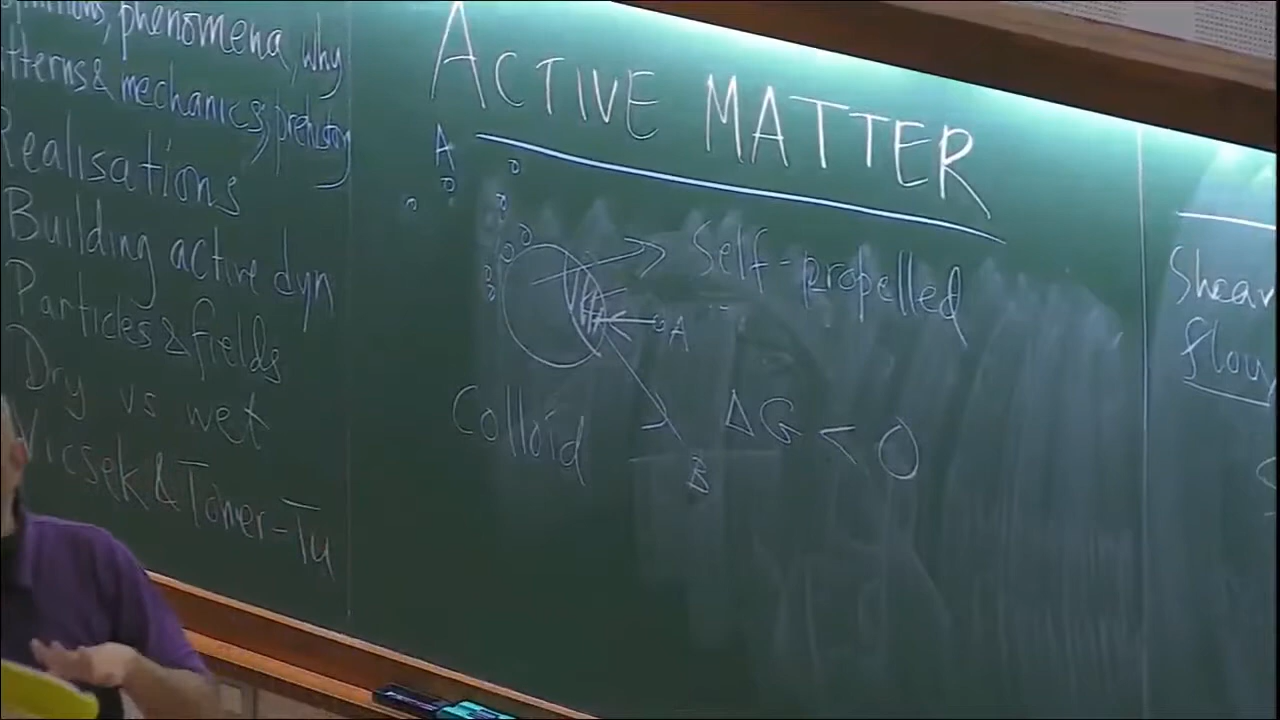 phenomena, why
& mechanics, prehistory
Realisations
Building active dyn
Particles & fields
Dry vs wet
Vicsek & Toner-Tu
ACTIVE MATTER
A
Self-propelled
A
Colloid
ΔG < 0
B
Shear
flow